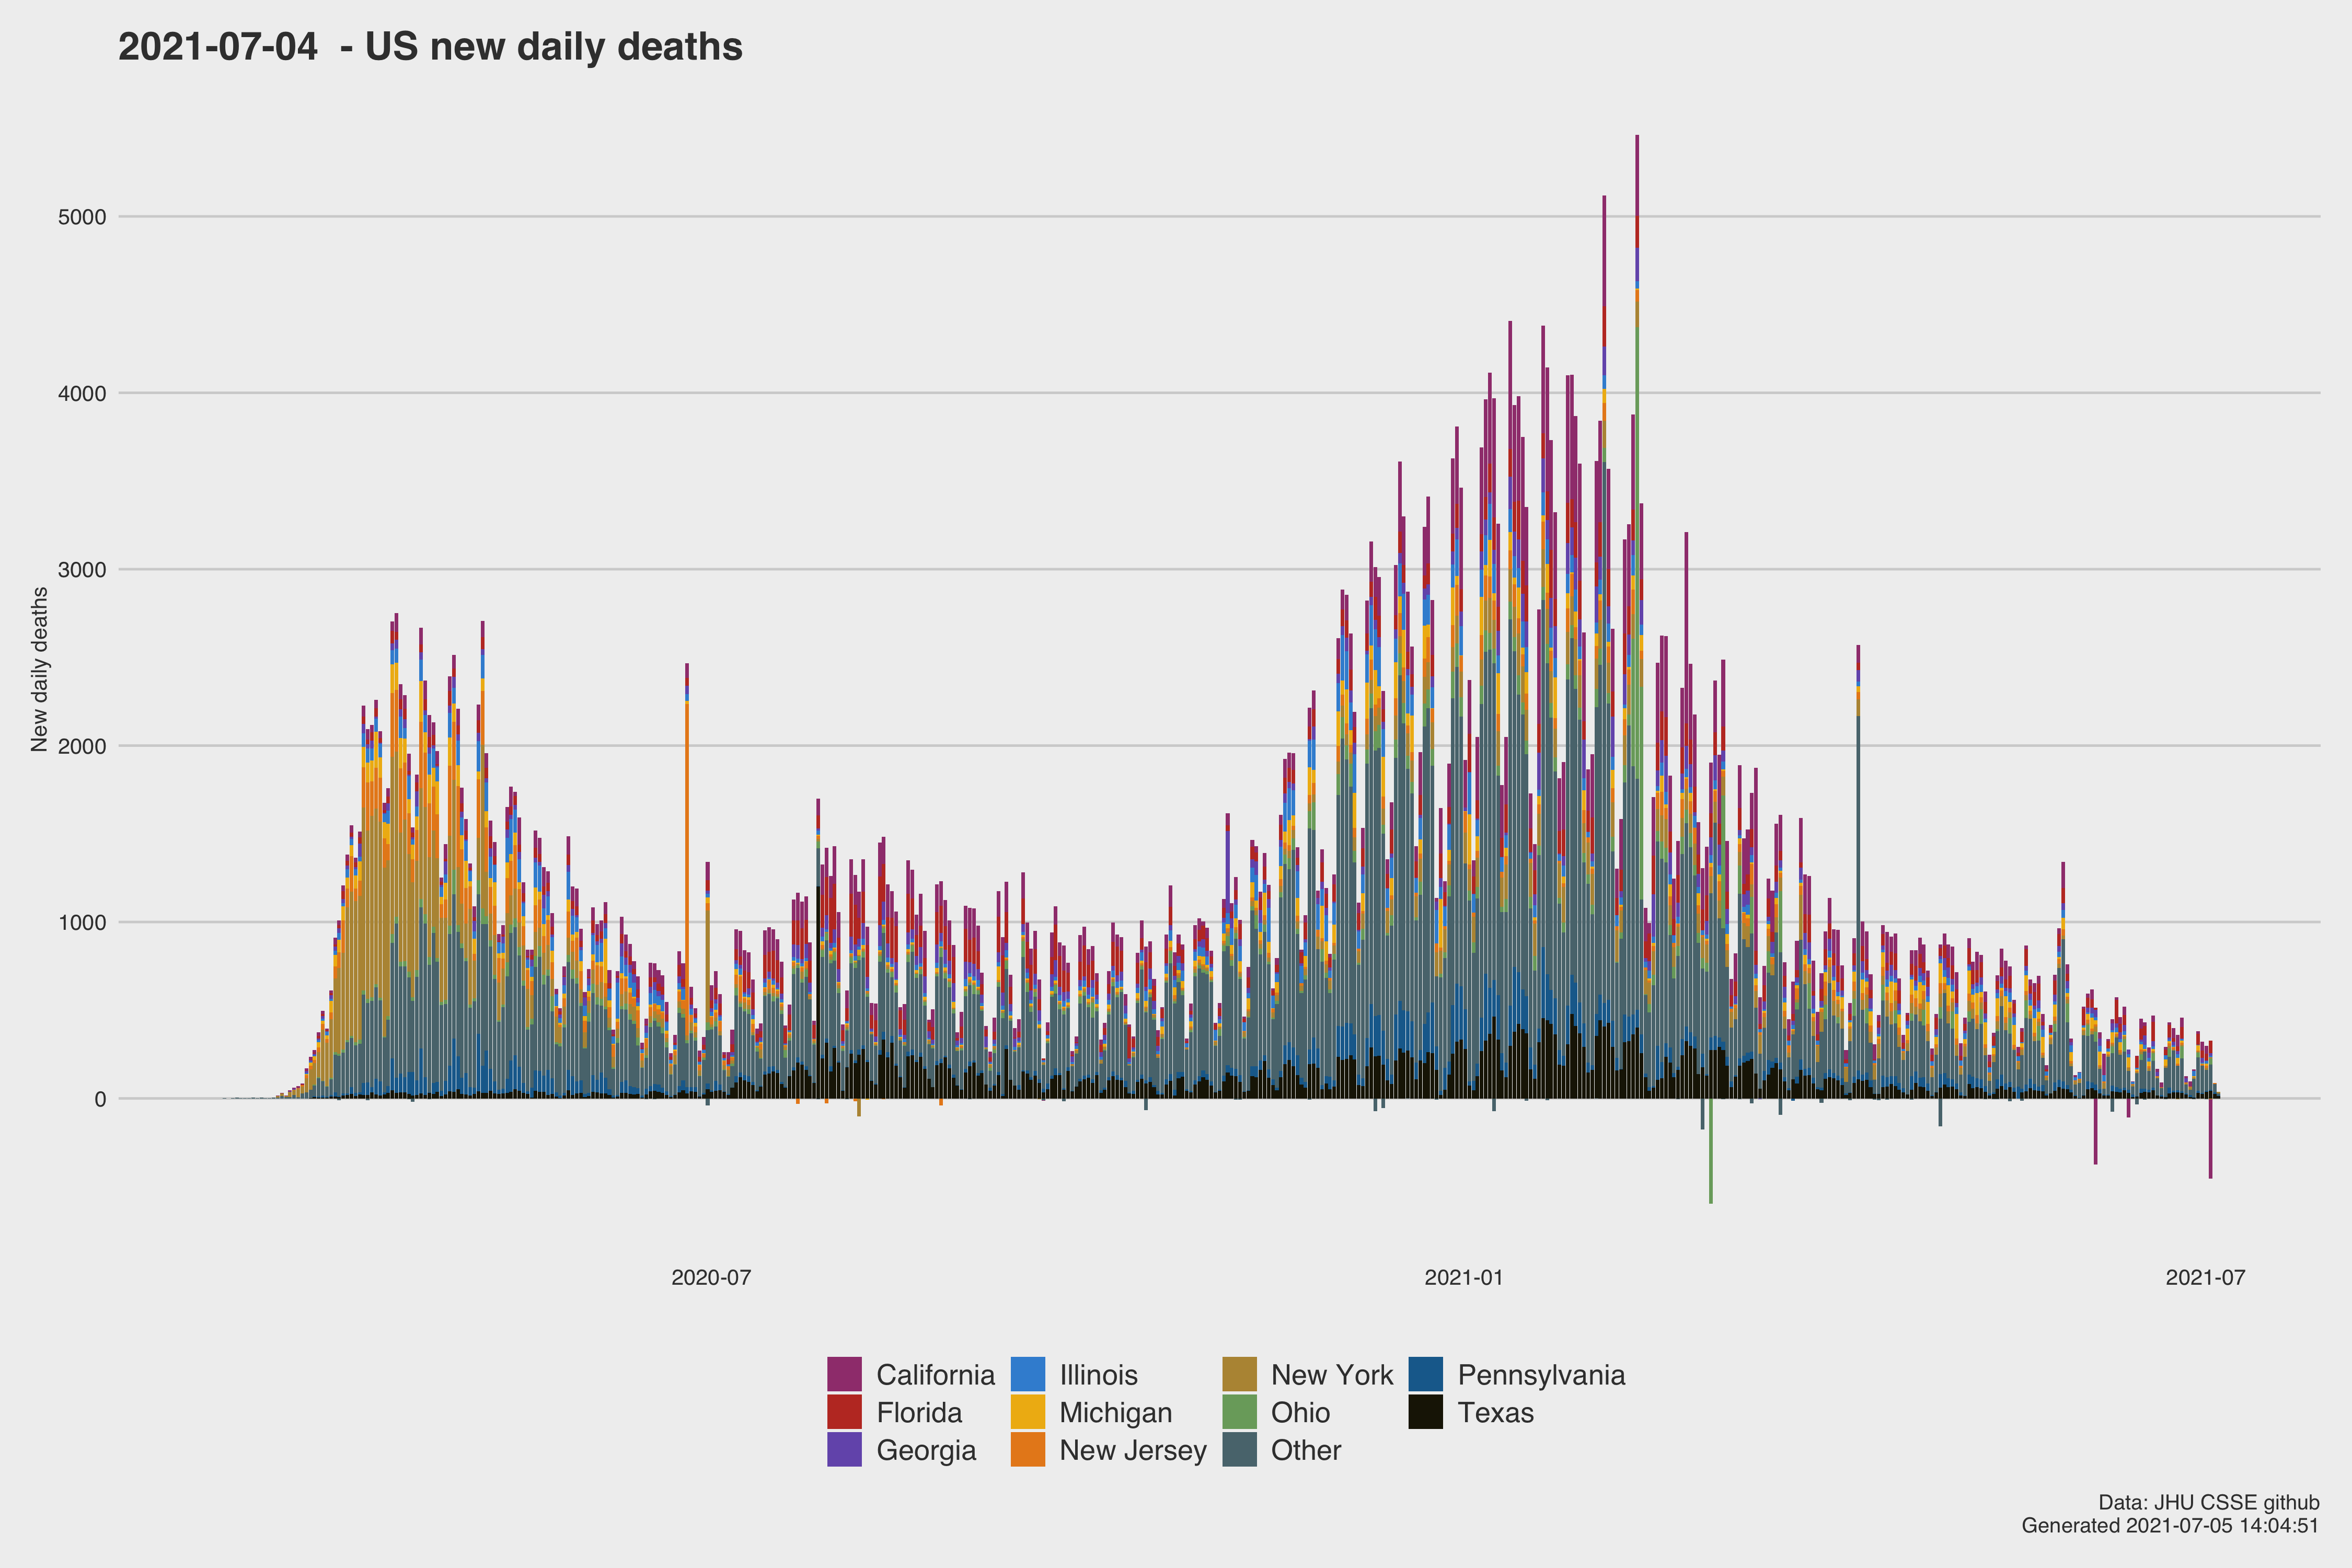 2021-07-04  - US new daily deaths
5000
4000
3000
2000
1000
0
New daily deaths
2020-07
2021-01
2021-07
California
Illinois
New York
Pennsylvania
Florida
Michigan
Ohio
Texas
Georgia
New Jersey
Other
Data: JHU CSSE github
Generated 2021-07-05 14:04:51